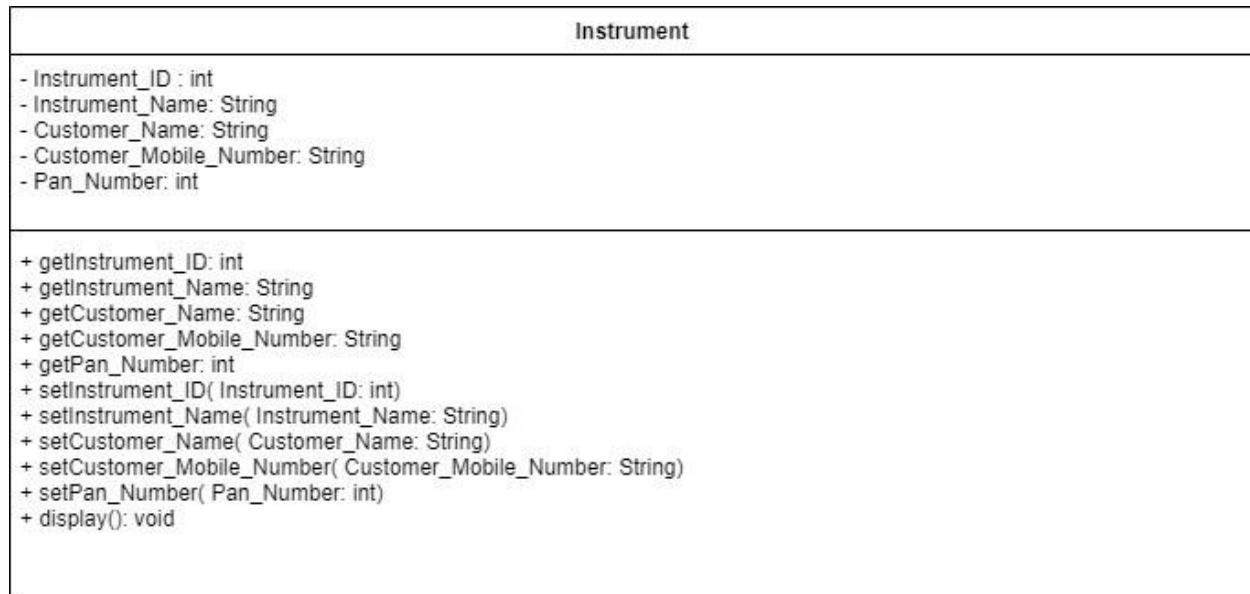 Instrument
- Instrument_ID : int
- Instrument_Name: String
- Customer_Name: String
- Customer_Mobile_Number: String
- Pan_Number: int
+ getInstrument_ID: int
+ getInstrument_Name: String
+ getCustomer_Name: String
+ getCustomer_Mobile_Number: String
+ getPan_Number: int
+ setInstrument_ID( Instrument_ID: int)
+ setInstrument_Name( Instrument_Name: String)
+ setCustomer_Name( Customer_Name: String)
+ setCustomer_Mobile_Number( Customer_Mobile_Number: String)
+ setPan_Number( Pan_Number: int)
+ display(): void